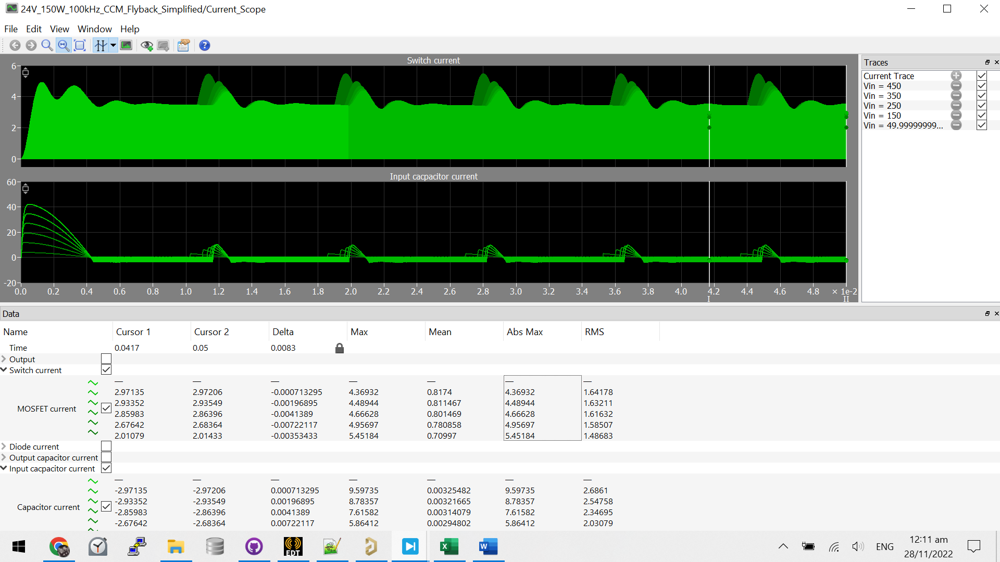 24V_150W_100kHz_CCM_Flyback_Simplified/Current_Scope
File Edit View Window Help
Switch current
6
4
2
0
Input cacpacitor current
60
40
20
0
-20
0.0 0.2 0.4 0.6 0.8 1.0 1.2 1.4 1.6 1.8 2.0 2.2 2.4 2.6 2.8 3.0 3.2 3.4 3.6 3.8 4.0 4.2 4.4 4.6 4.8 × 1e-2
I II
Traces
Current Trace
Vin = 450
Vin = 350
Vin = 250
Vin = 150
Vin = 49.99999999...
Data
Name Cursor 1 Cursor 2 Delta Max Mean Abs Max RMS
Time 0.0417 0.05 0.0083
Output
Switch current
— — — — — — —
2.97135 2.97206 -0.000713295 4.36932 0.8174 4.36932 1.64178
2.93352 2.93549 -0.00196895 4.48944 0.811467 4.48944 1.63211
MOSFET current 2.85983 2.86396 -0.0041389 4.66628 0.801469 4.66628 1.61632
2.67642 2.68364 -0.00722117 4.95697 0.780858 4.95697 1.58507
2.01079 2.01433 -0.00353433 5.45184 0.70997 5.45184 1.48683
Diode current
Output capacitor current
Input cacpacitor current
— — — — — — —
-2.97135 -2.97206 0.000713295 9.59735 0.00325482 9.59735 2.6861
-2.93352 -2.93549 0.00196895 8.78357 0.00321665 8.78357 2.54758
Capacitor current -2.85983 -2.86396 0.0041389 7.61582 0.00314079 7.61582 2.34695
-2.67642 -2.68364 0.00722117 5.86412 0.00294802 5.86412 2.03079
EDT
ENG
12:11 am
28/11/2022